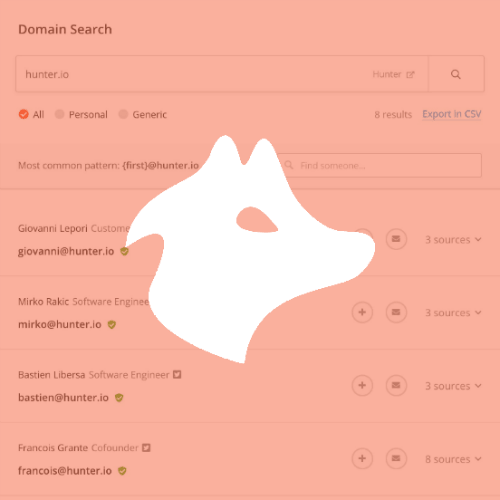 Domain Search
hunter.io Hunter
All Personal Generic 8 results Export in CSV
Most common pattern: {first}@hunter.io Find someone...
Giovanni Lepori
giovanni@hunter.io 3 sources
Mirko Rakic Software
mirko@hunter.io 3 sources
Bastien Libersa Software Engineer
bastien@hunter.io 3 sources
Francois Grante Cofounder
francois@hunter.io 8 sources